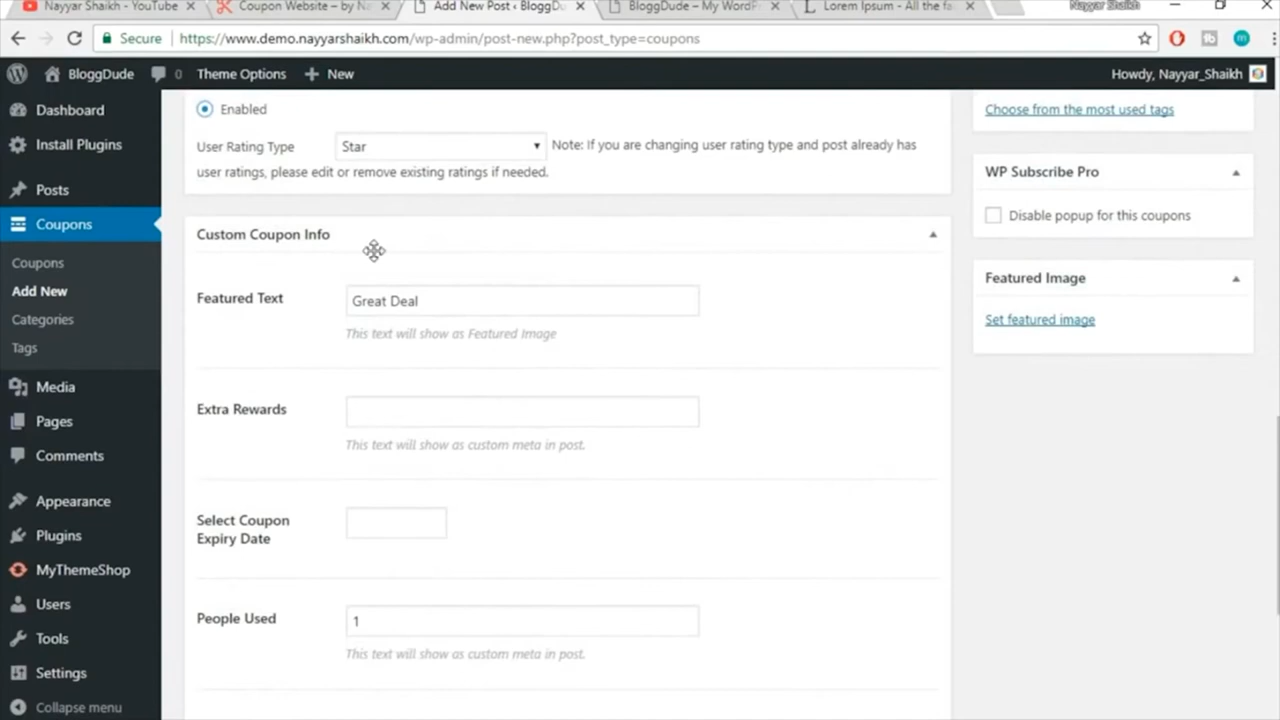 Nayyar Shaikh - YouTube
Coupon Website – by Na
Add New Post ‹ BloggDu
BloggDude – My WordPr
Lorem Ipsum - All the fa
Nayyar Shaikh
Secure
https://www.demo.nayyarshaikh.com/wp-admin/post-new.php?post_type=coupons
BloggDude
0
Theme Options
New
Howdy, Nayyar_Shaikh
Dashboard
Install Plugins
Posts
Coupons
Coupons
Add New
Categories
Tags
Media
Pages
Comments
Appearance
Plugins
MyThemeShop
Users
Tools
Settings
Collapse menu
Enabled
User Rating Type
Star
Note: If you are changing user rating type and post already has
user ratings, please edit or remove existing ratings if needed.
Custom Coupon Info
Featured Text
Great Deal
This text will show as Featured Image
Extra Rewards
This text will show as custom meta in post.
Select Coupon
Expiry Date
People Used
1
This text will show as custom meta in post.
Choose from the most used tags
WP Subscribe Pro
Disable popup for this coupons
Featured Image
Set featured image